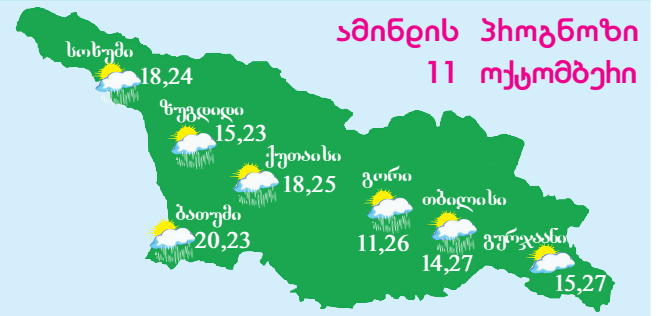 ამინდის პროგნოზი
11 ოქტომბერი
სოხუმი
18,24
ზუგდიდი
15,23
ქუთაისი
18,25
ბათუმი
20,23
გორი
11,26
თბილისი
14,27
გურჯაანი
15,27